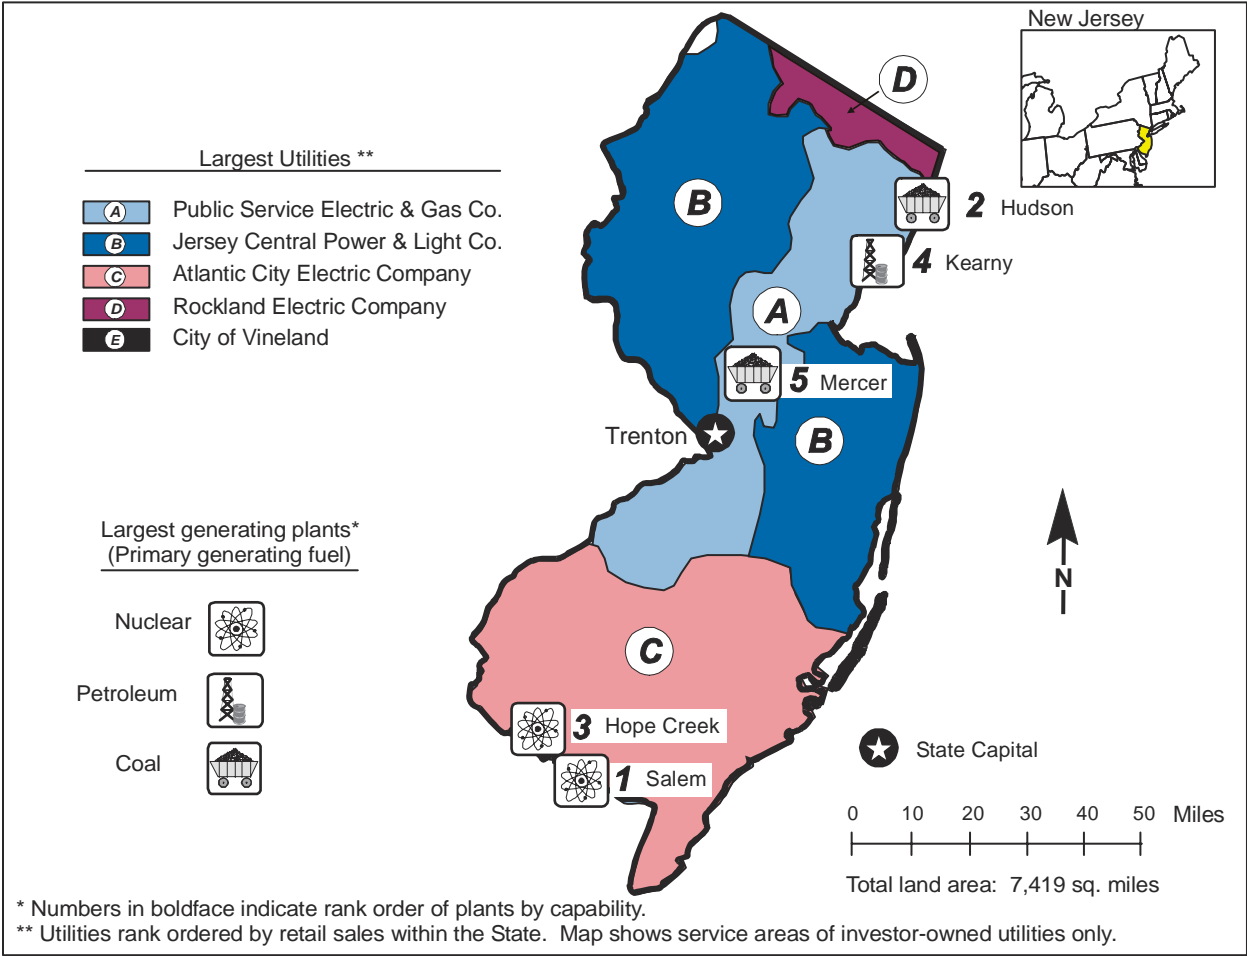 New Jersey
D
Largest Utilities **
A Public Service Electric & Gas Co.
B Jersey Central Power & Light Co.
C Atlantic City Electric Company
D Rockland Electric Company
E City of Vineland
B
2 Hudson
4 Kearny
A
5 Mercer
Trenton
B
Largest generating plants*
(Primary generating fuel)
N
Nuclear
Petroleum
Coal
C
3 Hope Creek
1 Salem
State Capital
0 10 20 30 40 50 Miles
Total land area: 7,419 sq. miles
* Numbers in boldface indicate rank order of plants by capability.
** Utilities rank ordered by retail sales within the State. Map shows service areas of investor-owned utilities only.